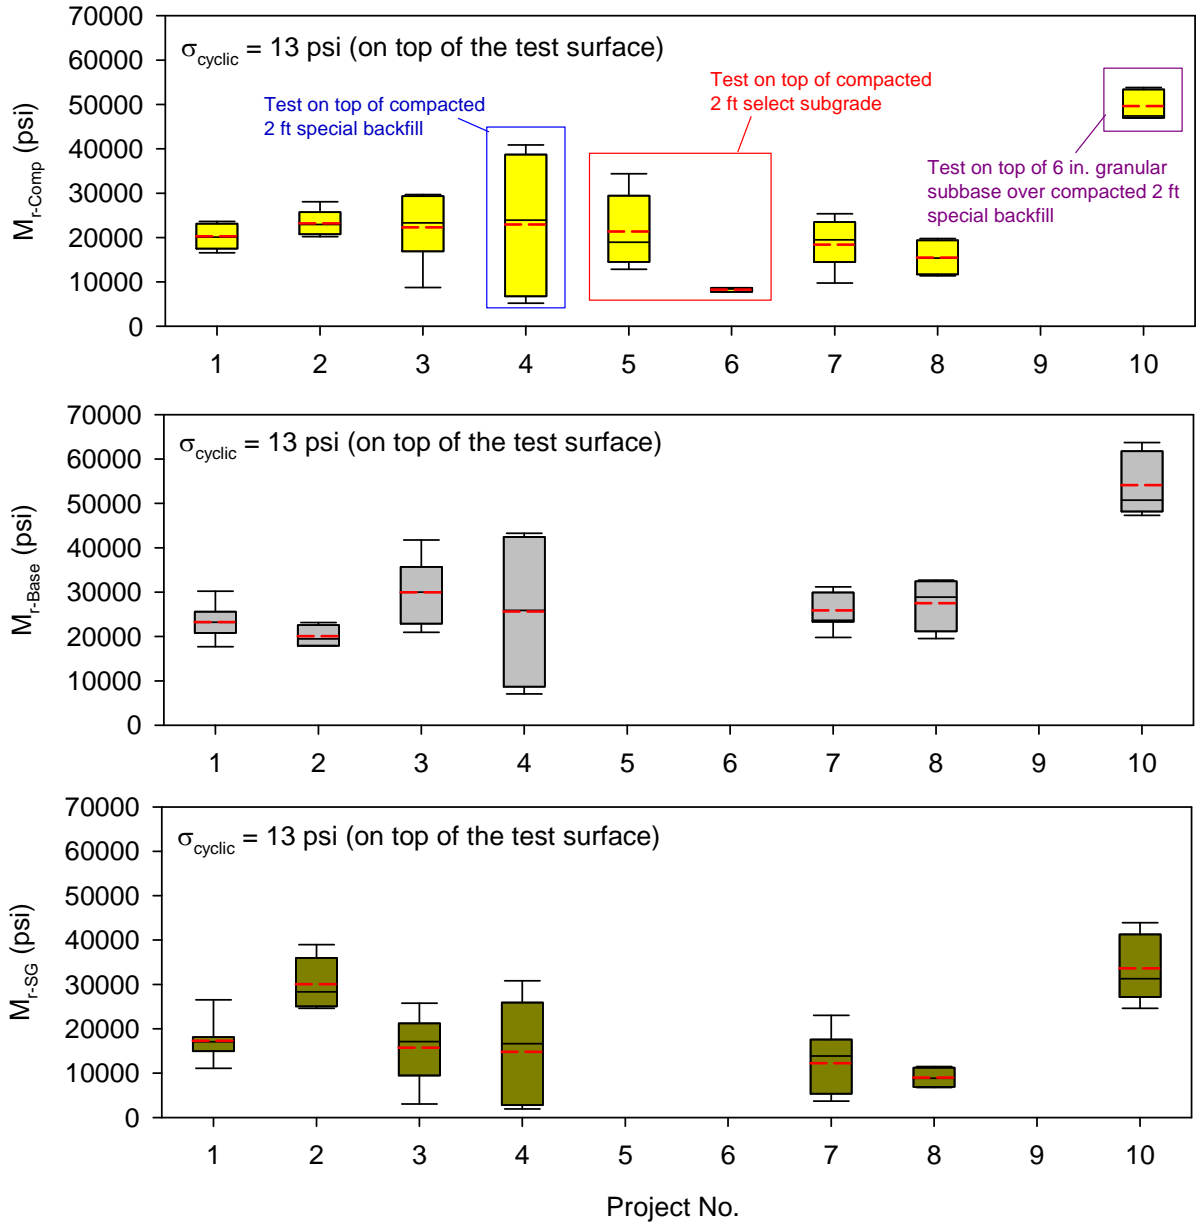 70000
60000
50000
40000
30000
20000
10000
0
M_r-Comp (psi)
σ_cyclic = 13 psi (on top of the test surface)
Test on top of compacted
2 ft special backfill
Test on top of compacted
2 ft select subgrade
Test on top of 6 in. granular
subbase over compacted 2 ft
special backfill
1 2 3 4 5 6 7 8 9 10
70000
60000
50000
40000
30000
20000
10000
0
M_r-Base (psi)
σ_cyclic = 13 psi (on top of the test surface)
1 2 3 4 5 6 7 8 9 10
70000
60000
50000
40000
30000
20000
10000
0
M_r-SG (psi)
σ_cyclic = 13 psi (on top of the test surface)
1 2 3 4 5 6 7 8 9 10
Project No.